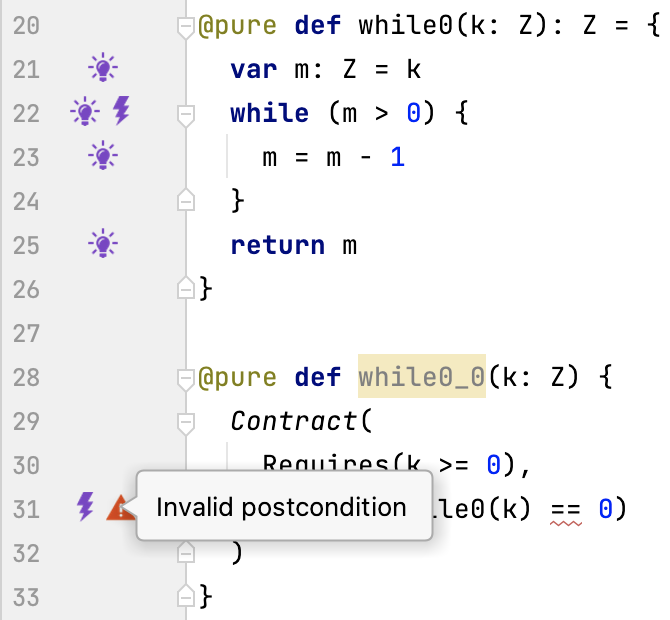 20 @pure def while0(k: Z): Z = {
21 var m: Z = k
22 while (m > 0) {
23 m = m - 1
24 }
25 return m
26 }
27
28 @pure def while0_0(k: Z) {
29 Contract(
30 Requires(k >= 0),
31 Invalid postcondition le0(k) == 0)
32 )
33 }